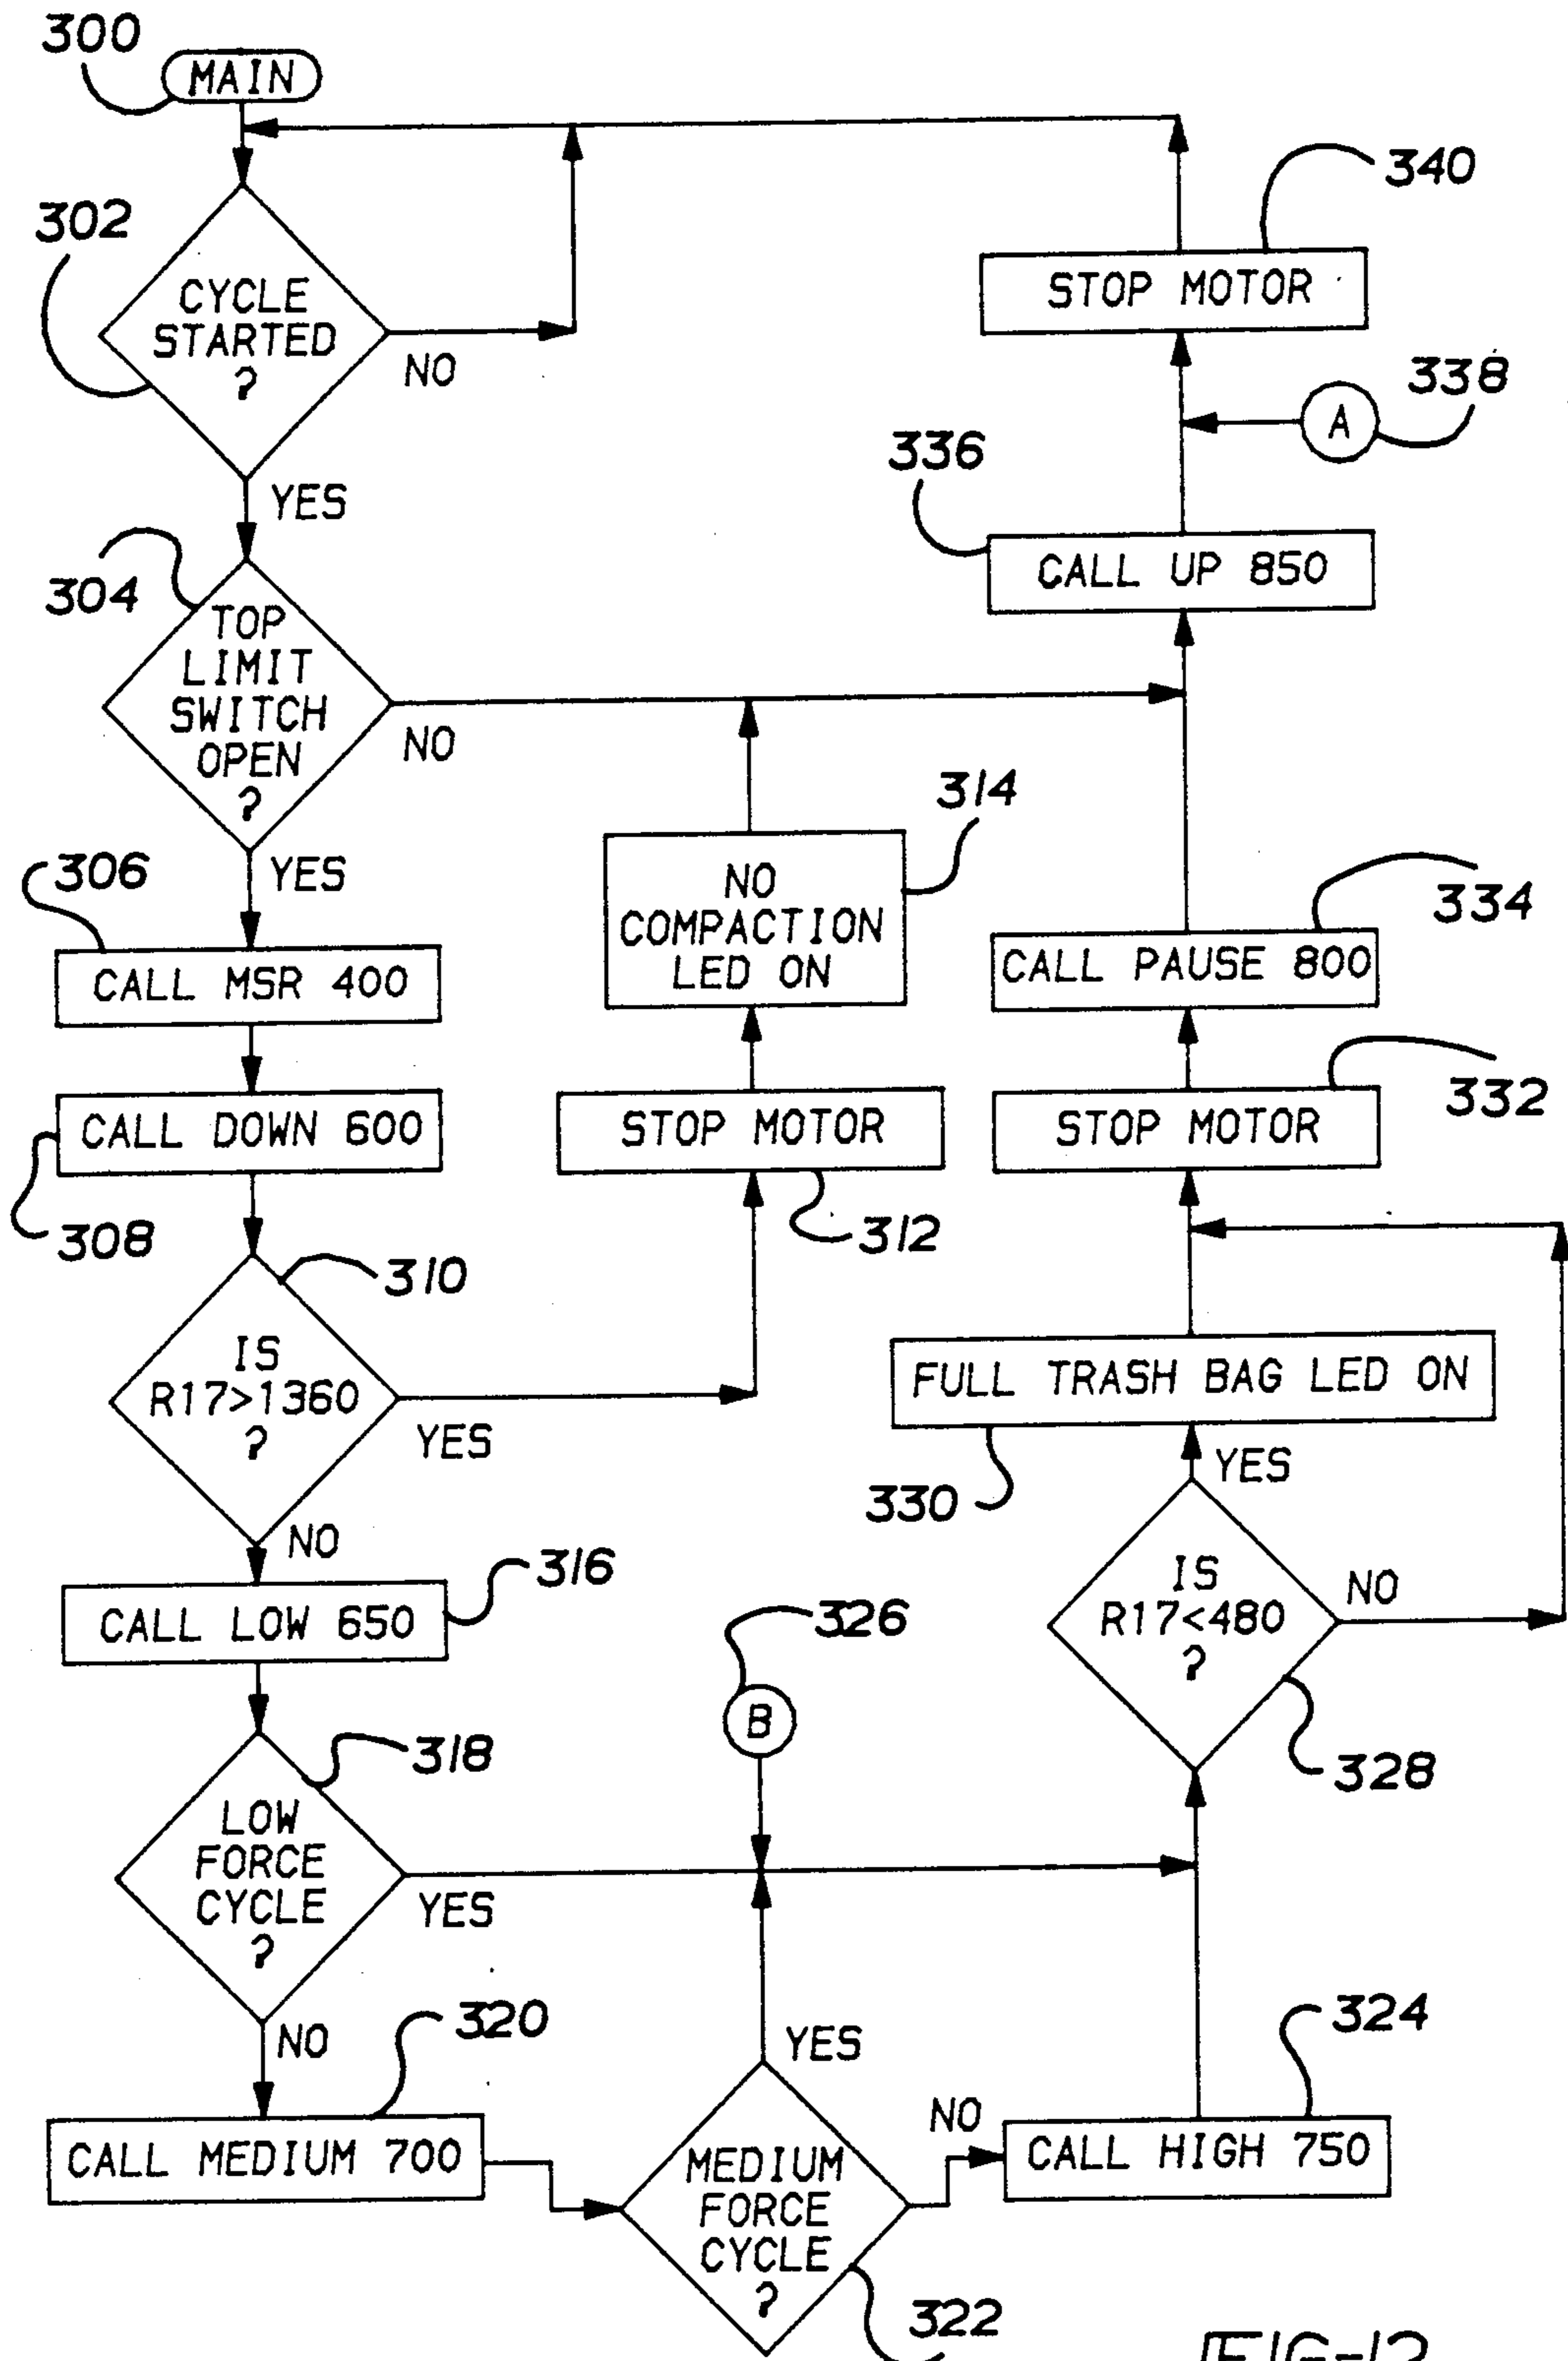 300
MAIN
340
302
CYCLE
STARTED
?
NO
STOP MOTOR
338
A
336
YES
304
TOP
LIMIT
SWITCH
OPEN
?
NO
CALL UP 850
314
306
YES
NO
COMPACTION
LED ON
334
CALL MSR 400
CALL PAUSE 800
332
CALL DOWN 600
STOP MOTOR
STOP MOTOR
308
312
310
IS
R17>1360
?
YES
FULL TRASH BAG LED ON
330
YES
NO
316
CALL LOW 650
326
IS
R17<480
?
NO
B
318
328
LOW
FORCE
CYCLE
?
YES
320
NO
YES
324
CALL MEDIUM 700
MEDIUM
FORCE
CYCLE
?
NO
CALL HIGH 750
322
FIG-12